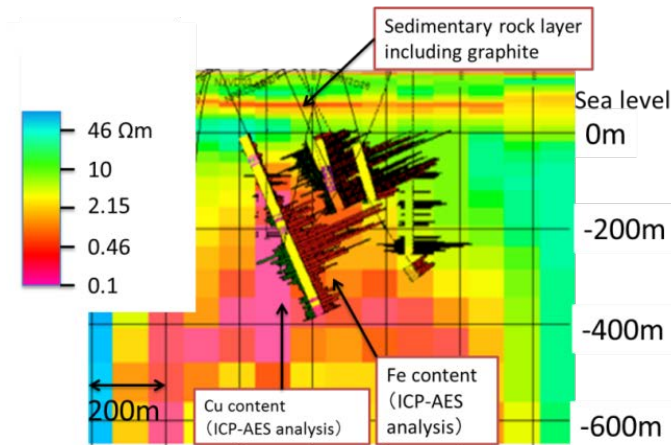 Sedimentary rock layer
including graphite
Sea level
46 Ωm
10
2.15
0.46
0.1
0m
-200m
-400m
-600m
200m
Cu content
（ICP-AES
analysis）
Fe content
（ICP-AES
analysis）